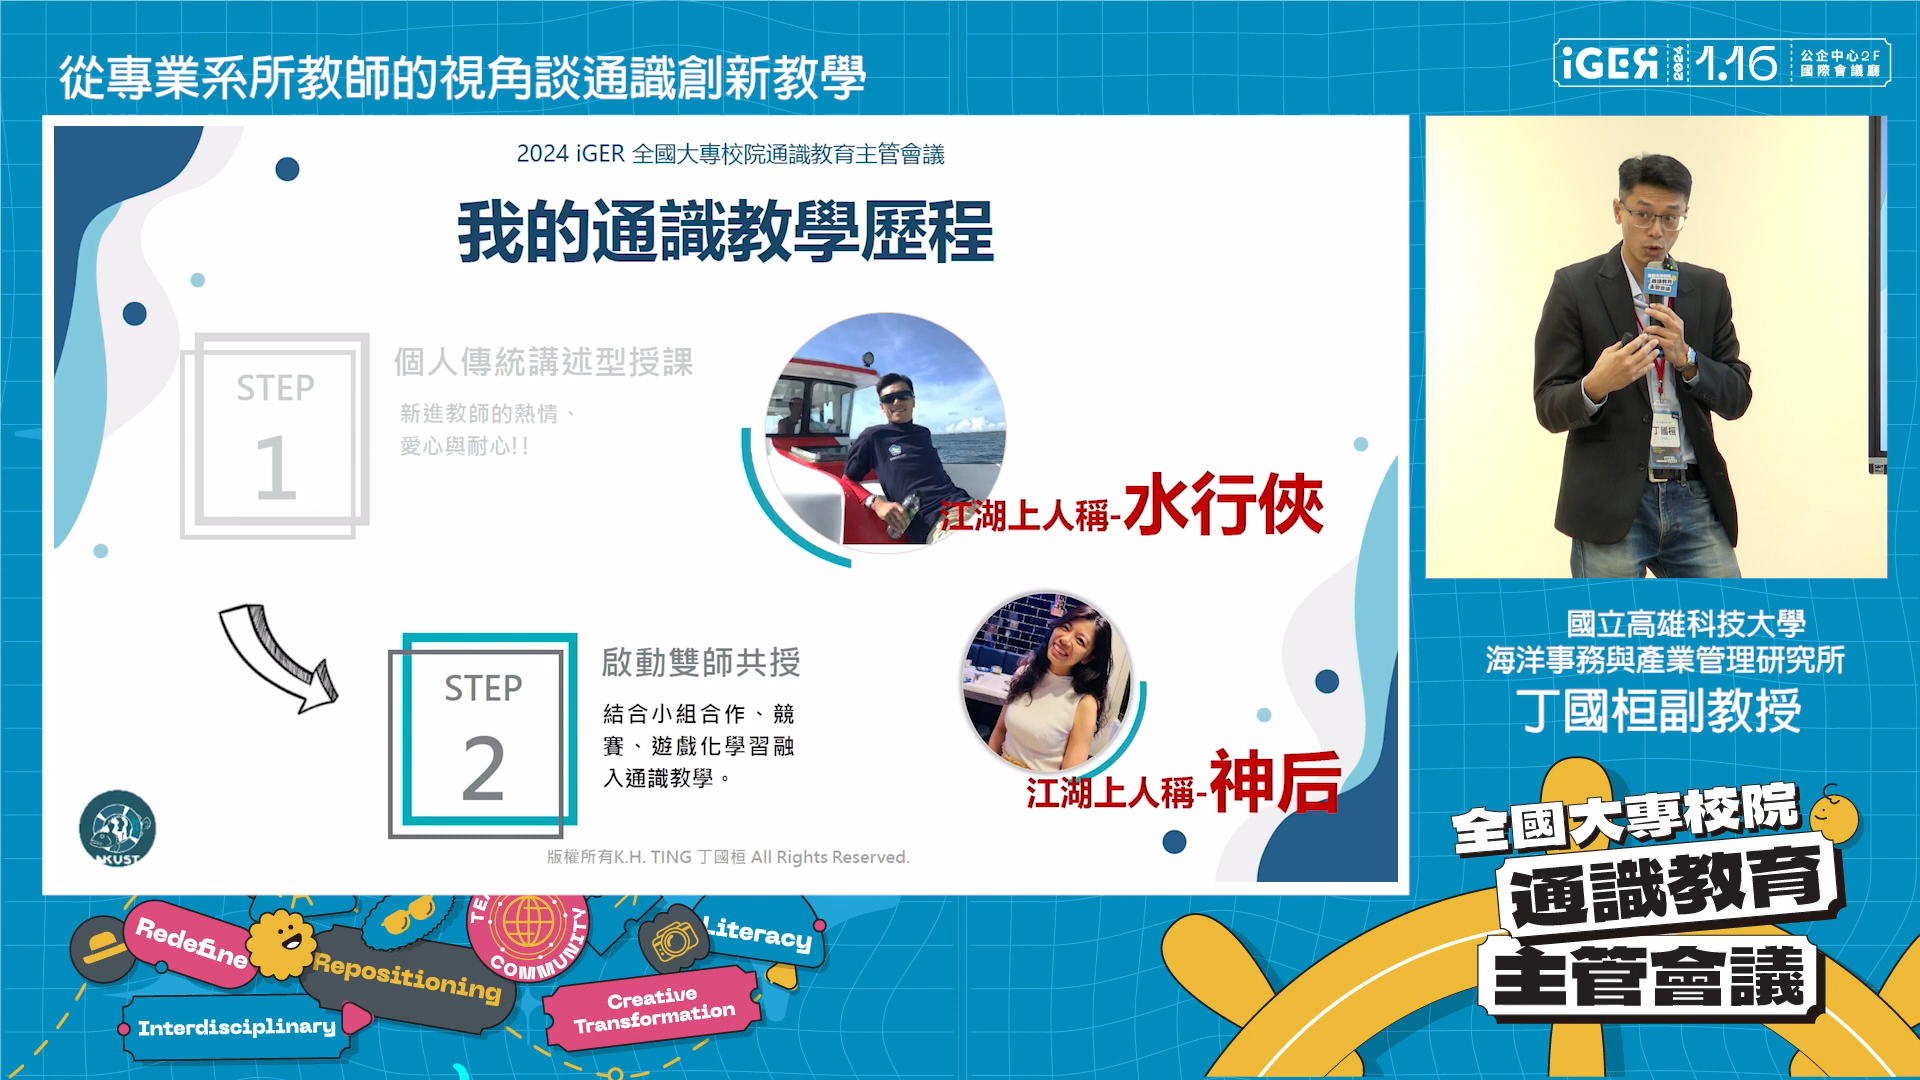 從專業系所教師的視角談通識創新教學
iGER 2024 1.16 公企中心2F
國際會議廳
2024 iGER 全國大專校院通識教育主管會議
我的通識教學歷程
STEP
1
個人傳統講述型授課
新進教師的熱情、
愛心與耐心!!
江湖上人稱-水行俠
STEP
2
啟動雙師共授
結合小組合作、競
賽、遊戲化學習融
入通識教學。
江湖上人稱-神后
NKUST
版權所有K.H. TING 丁國桓 All Rights Reserved.
丁國桓
國立高雄科技大學
海洋事務與產業管理研究所
丁國桓副教授
全國大專校院
通識教育
主管會議
Redefine
Repositioning
COMMUNITY
Literacy
Interdisciplinary
Creative
Transformation